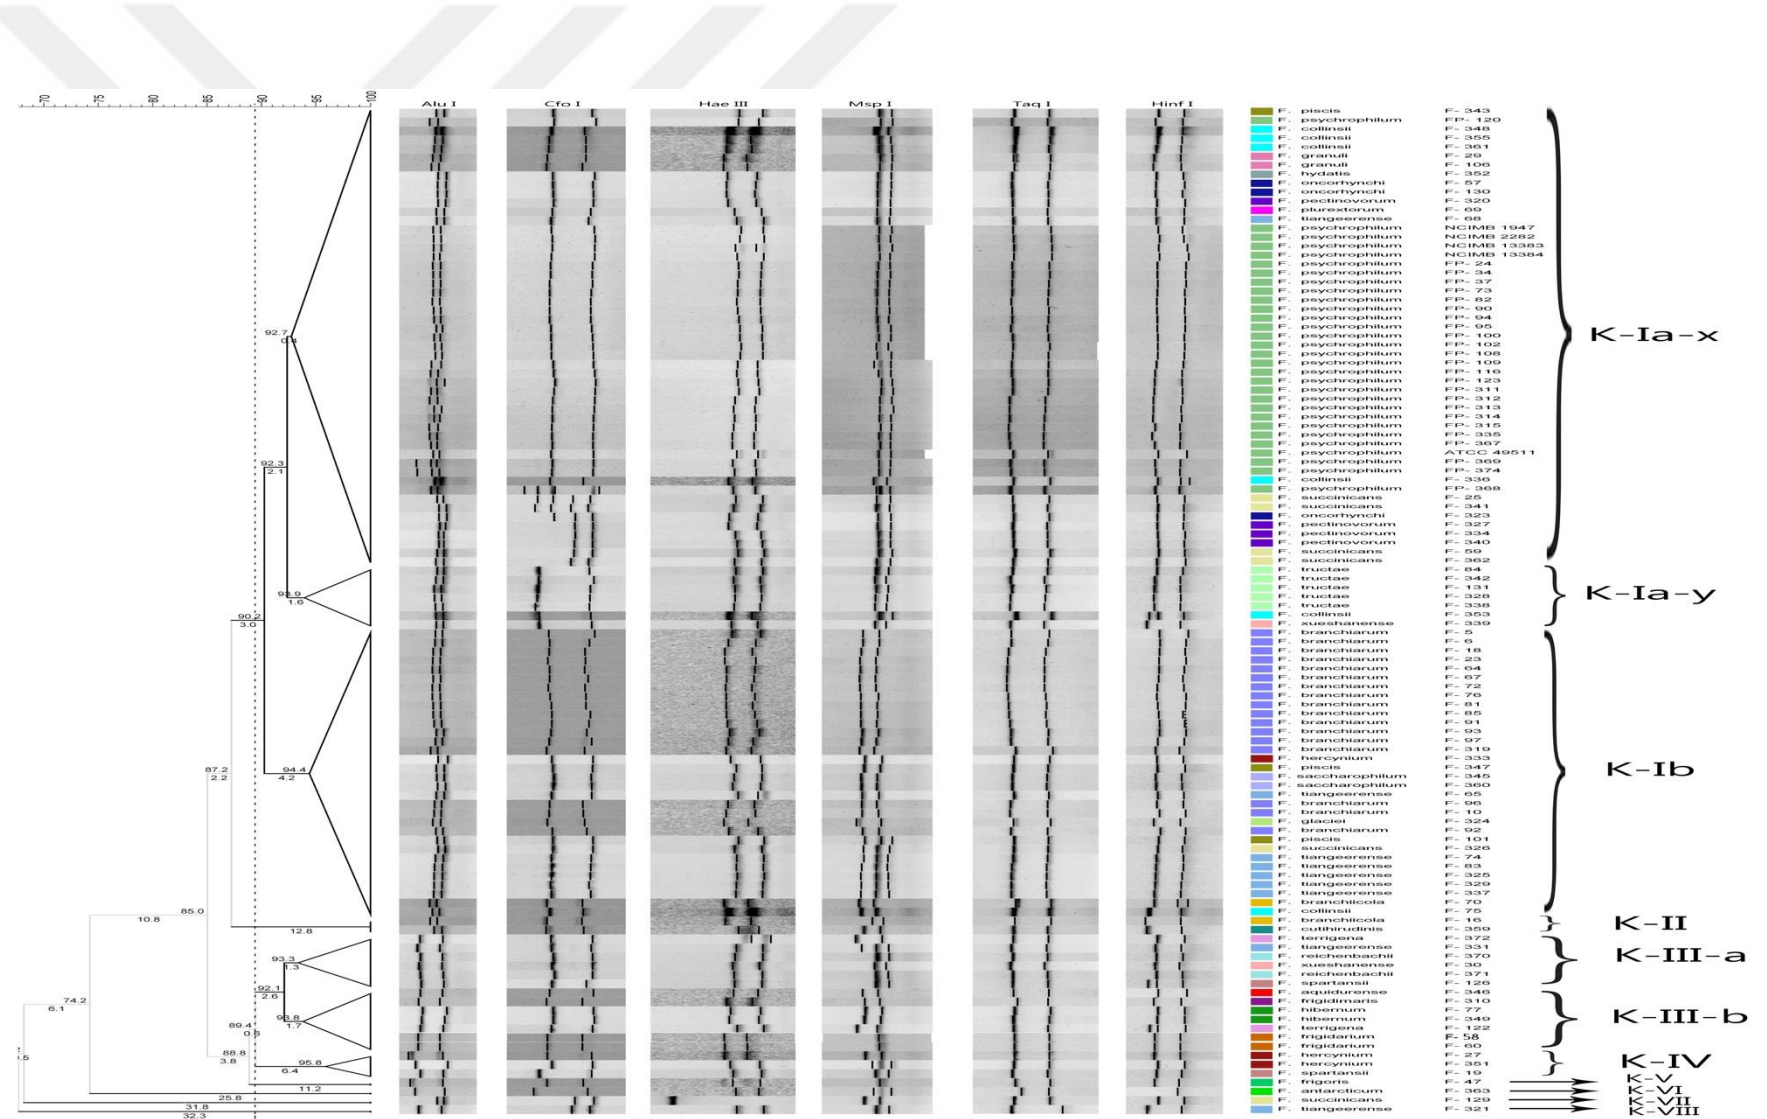 70 75 80 85 90 95 100
Alu I Cfo I Hae III Msp I Taq I Hinf I
F. piscis F- 343
F. psychrophilum FP- 120
F. collinsii F- 348
F. collinsii F- 355
F. collinsii F- 361
F. granuli F- 29
F. granuli F- 106
F. hydatis F- 352
F. oncorhynchi F- 57
F. oncorhynchi F- 130
F. pectinovorum F- 320
F. plurextorum F- 69
F. tiangeerense F- 68
F. psychrophilum NCIMB 1947
F. psychrophilum NCIMB 2282
F. psychrophilum NCIMB 13383
F. psychrophilum NCIMB 13384
F. psychrophilum FP- 24
F. psychrophilum FP- 34
F. psychrophilum FP- 37
F. psychrophilum FP- 73
F. psychrophilum FP- 82
F. psychrophilum FP- 90
F. psychrophilum FP- 94
F. psychrophilum FP- 95
F. psychrophilum FP- 100
92.7
0.4
K-Ia-x
F. psychrophilum FP- 102
F. psychrophilum FP- 108
F. psychrophilum FP- 109
F. psychrophilum FP- 116
F. psychrophilum FP- 123
F. psychrophilum FP- 311
F. psychrophilum FP- 312
F. psychrophilum FP- 313
F. psychrophilum FP- 314
F. psychrophilum FP- 315
F. psychrophilum FP- 335
F. psychrophilum FP- 367
F. psychrophilum ATCC 49511
F. psychrophilum FP- 369
F. psychrophilum FP- 374
92.3
2.1
F. collinsii F- 336
F. psychrophilum FP- 368
F. succinicans F- 25
F. succinicans F- 341
F. oncorhynchi F- 323
F. pectinovorum F- 327
F. pectinovorum F- 334
F. pectinovorum F- 340
F. succinicans F- 59
F. succinicans F- 362
F. tructae F- 84
F. tructae F- 342
F. tructae F- 131
F. tructae F- 328
F. tructae F- 338
93.9
1.6
K-Ia-y
F. collinsii F- 353
F. xueshanense F- 339
90.2
3.0
F. branchiarum F- 5
F. branchiarum F- 6
F. branchiarum F- 18
F. branchiarum F- 23
F. branchiarum F- 64
F. branchiarum F- 67
F. branchiarum F- 72
F. branchiarum F- 76
F. branchiarum F- 81
F. branchiarum F- 85
F. branchiarum F- 91
F. branchiarum F- 93
F. branchiarum F- 97
F. branchiarum F- 319
F. hercynium F- 333
F. piscis F- 347
87.2
2.2
94.4
4.2
K-Ib
F. saccharophilum F- 345
F. saccharophilum F- 360
F. tiangeerense F- 65
F. branchiarum F- 96
F. branchiarum F- 10
F. glaciei F- 324
F. branchiarum F- 92
F. piscis F- 101
F. succinicans F- 326
F. tiangeerense F- 74
F. tiangeerense F- 83
F. tiangeerense F- 325
F. tiangeerense F- 329
F. tiangeerense F- 337
F. branchiicola F- 70
F. collinsii F- 75
85.0
10.8
F. branchiicola F- 16
F. cutihirudinis F- 359
12.8
K-II
F. terrigena F- 372
F. tiangeerense F- 331
F. reichenbachii F- 370
F. xueshanense F- 30
F. reichenbachii F- 371
F. spartansii F- 126
93.3
1.3
K-III-a
92.1
2.6
F. aquidurense F- 346
F. frigidimaris F- 310
F. hibernum F- 77
F. hibernum F- 349
F. terrigena F- 122
F. frigidarium F- 58
F. frigidarium F- 60
74.2
6.1
93.8
1.7
K-III-b
89.4
0.5
F. hercynium F- 27
F. hercynium F- 351
F. spartansii F- 19
88.8
3.8
95.8
6.4
K-IV
F. frigoris F- 47 K-V
F. antarcticum F- 363 K-VI
F. succinicans F- 129 K-VII
F. tiangeerense F- 321 K-VIII
11.2
25.8
31.8
32.3